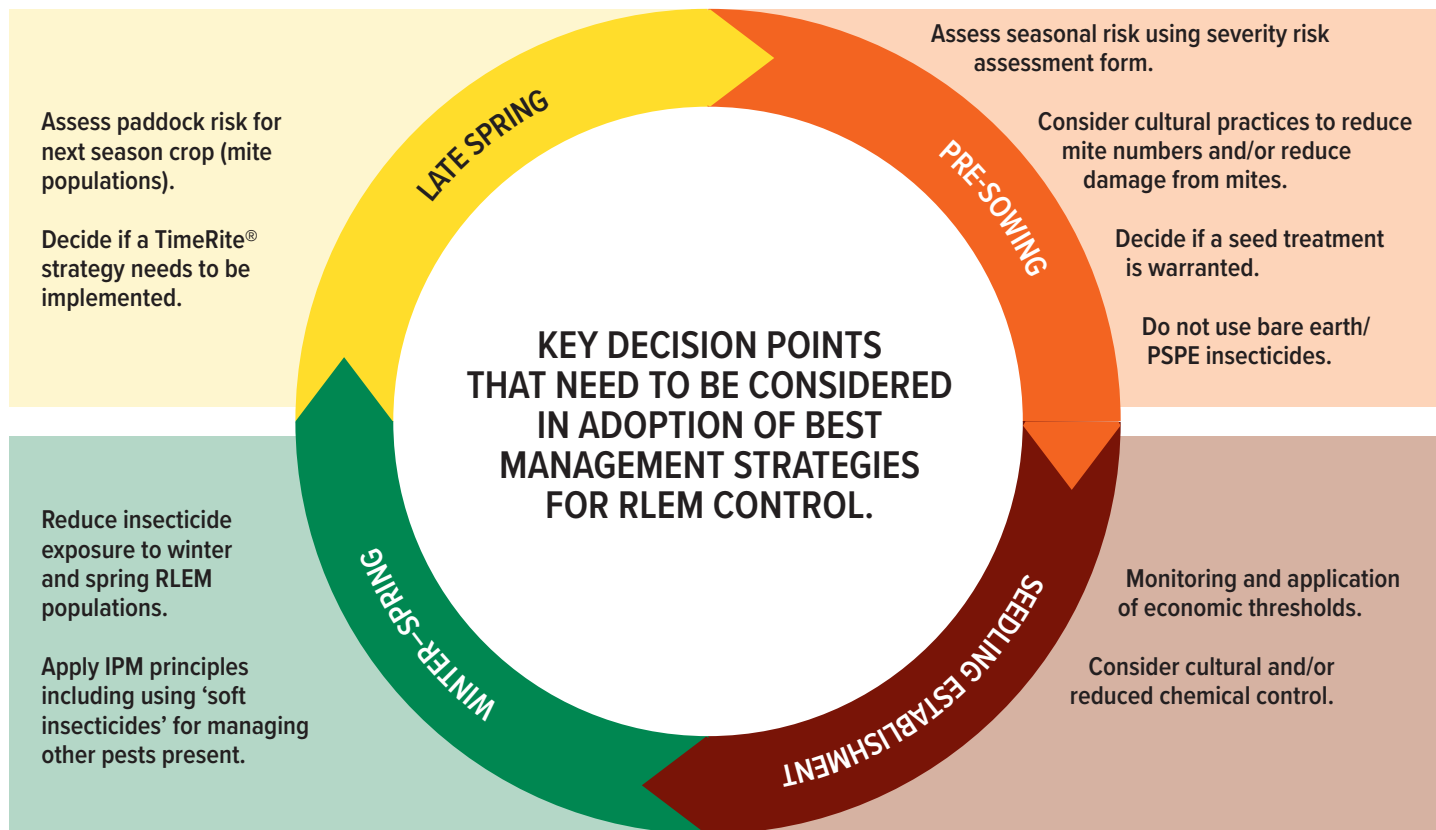 KEY DECISION POINTS
THAT NEED TO BE CONSIDERED
IN ADOPTION OF BEST
MANAGEMENT STRATEGIES
FOR RLEM CONTROL.
LATE SPRING
Assess paddock risk for
next season crop (mite
populations).
Decide if a TimeRite®
strategy needs to be
implemented.
PRE-SOWING
Assess seasonal risk using severity risk
assessment form.
Consider cultural practices to reduce
mite numbers and/or reduce
damage from mites.
Decide if a seed treatment
is warranted.
Do not use bare earth/
PSPE insecticides.
SEEDLING ESTABLISHMENT
Monitoring and application
of economic thresholds.
Consider cultural and/or
reduced chemical control.
WINTER–SPRING
Reduce insecticide
exposure to winter
and spring RLEM
populations.
Apply IPM principles
including using ‘soft
insecticides’ for managing
other pests present.